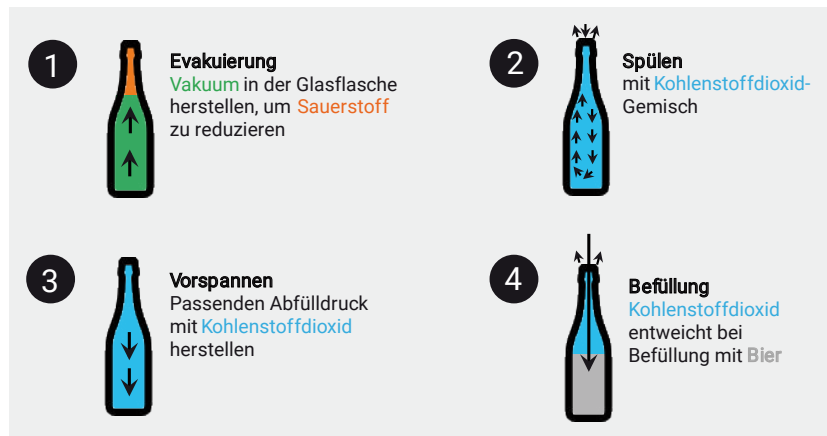 1
Evakuierung
Vakuum in der Glasflasche
herstellen, um Sauerstoff
zu reduzieren
2
Spülen
mit Kohlenstoffdioxid-
Gemisch
3
Vorspannen
Passenden Abfülldruck
mit Kohlenstoffdioxid
herstellen
4
Befüllung
Kohlenstoffdioxid
entweicht bei
Befüllung mit Bier